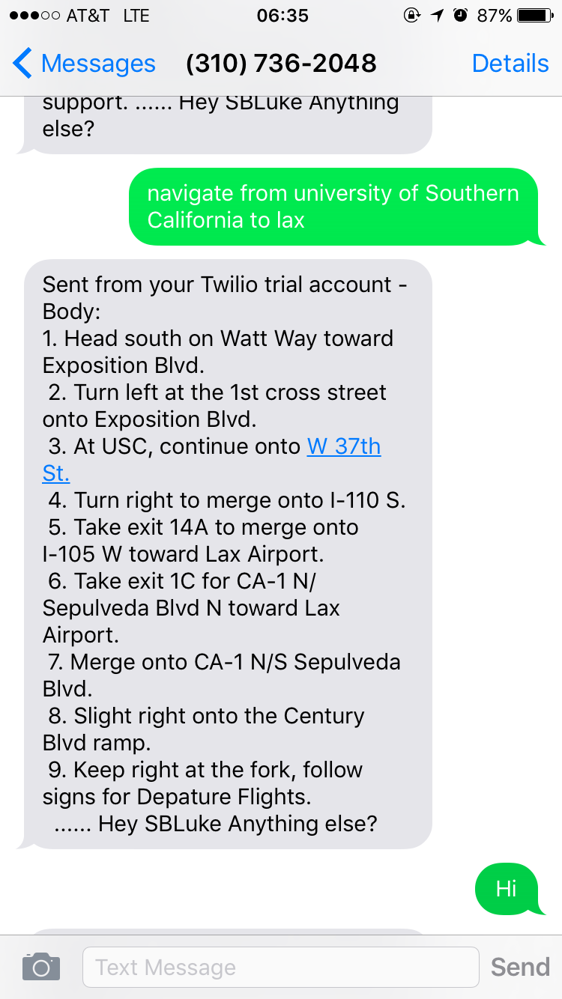 AT&T LTE 06:35 87%
Messages (310) 736-2048 Details
support. ...... Hey SBLuke Anything
else?
navigate from university of Southern
California to lax
Sent from your Twilio trial account -
Body:
1. Head south on Watt Way toward
Exposition Blvd.
2. Turn left at the 1st cross street
onto Exposition Blvd.
3. At USC, continue onto W 37th
St.
4. Turn right to merge onto I-110 S.
5. Take exit 14A to merge onto
I-105 W toward Lax Airport.
6. Take exit 1C for CA-1 N/
Sepulveda Blvd N toward Lax
Airport.
7. Merge onto CA-1 N/S Sepulveda
Blvd.
8. Slight right onto the Century
Blvd ramp.
9. Keep right at the fork, follow
signs for Depature Flights.
...... Hey SBLuke Anything else?
Hi
Text Message Send